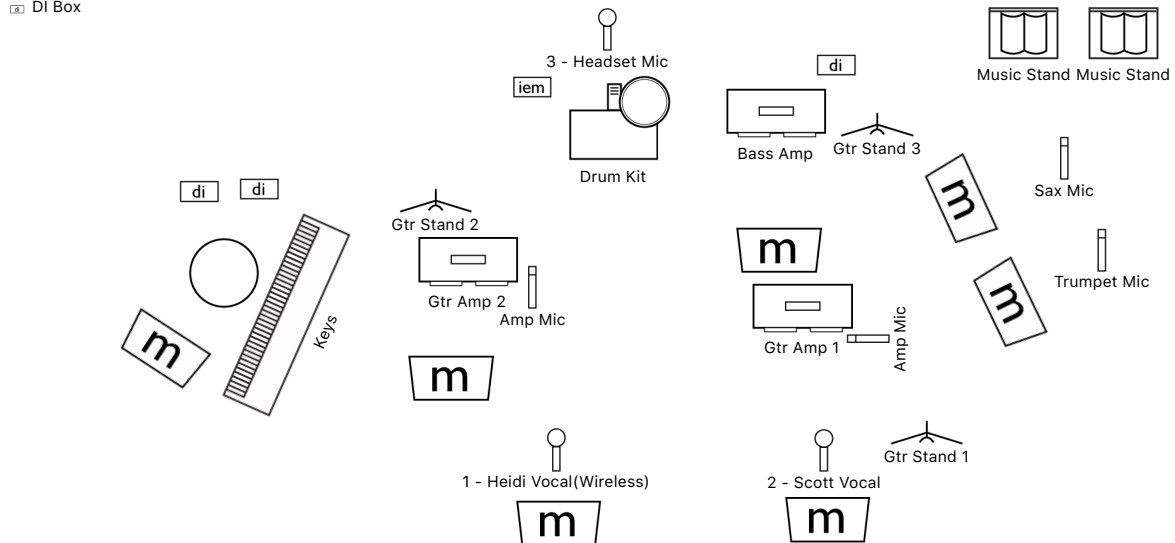 di DI Box
3 - Headset Mic
iem
Drum Kit
di
Bass Amp
Gtr Stand 3
Music Stand
Music Stand
m
Sax Mic
di
di
Gtr Stand 2
Gtr Amp 2
Amp Mic
m
Gtr Amp 1
Amp Mic
m
Trumpet Mic
m
Keys
m
1 - Heidi Vocal(Wireless)
m
2 - Scott Vocal
m
Gtr Stand 1